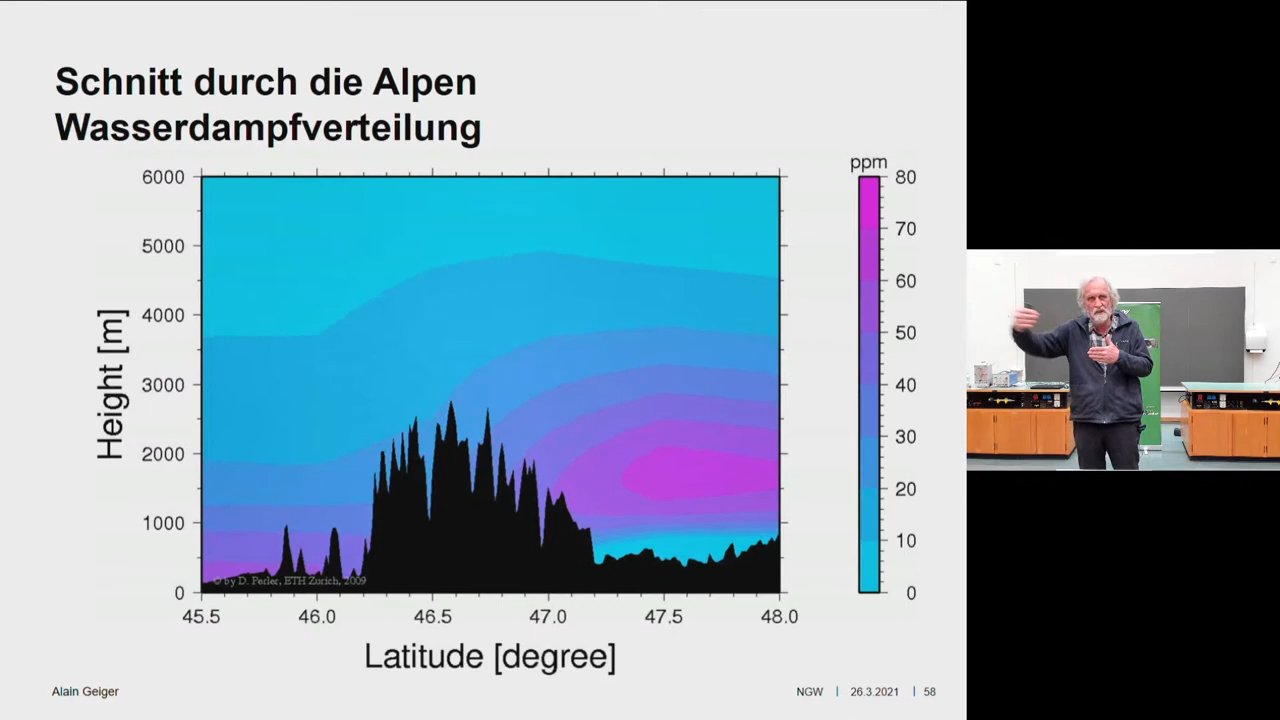 Schnitt durch die Alpen
Wasserdampfverteilung
ppm
6000
5000
4000
3000
2000
1000
0
Height [m]
80
70
60
50
40
30
20
10
0
© by D. Perler, ETH Zurich, 2009
45.5 46.0 46.5 47.0 47.5 48.0
Latitude [degree]
Alain Geiger
NGW | 26.3.2021 | 58